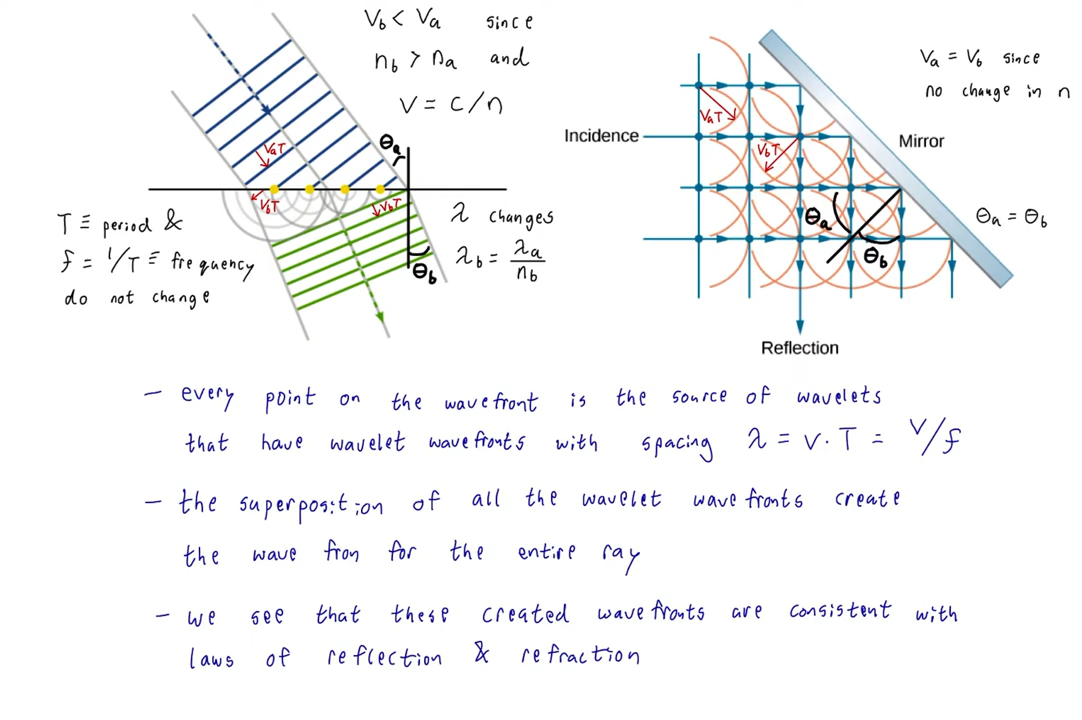 V_b < V_a since
n_b > n_a and
V = c/n
θ_a
V_aT
V_bT
V_bT
T ≡ period &
f = 1/T ≡ frequency
do not change
λ changes
λ_b = λ_a/n_b
θ_b
V_a = V_b since
no change in n
V_aT
Incidence
V_bT
Mirror
θ_a
θ_b
θ_a = θ_b
Reflection
- every point on the wavefront is the source of wavelets
that have wavelet wavefronts with spacing λ = v · T = v/f
- the superposition of all the wavelet wavefronts create
the wave fron for the entire ray
- we see that these created wavefronts are consistent with
laws of reflection & refraction